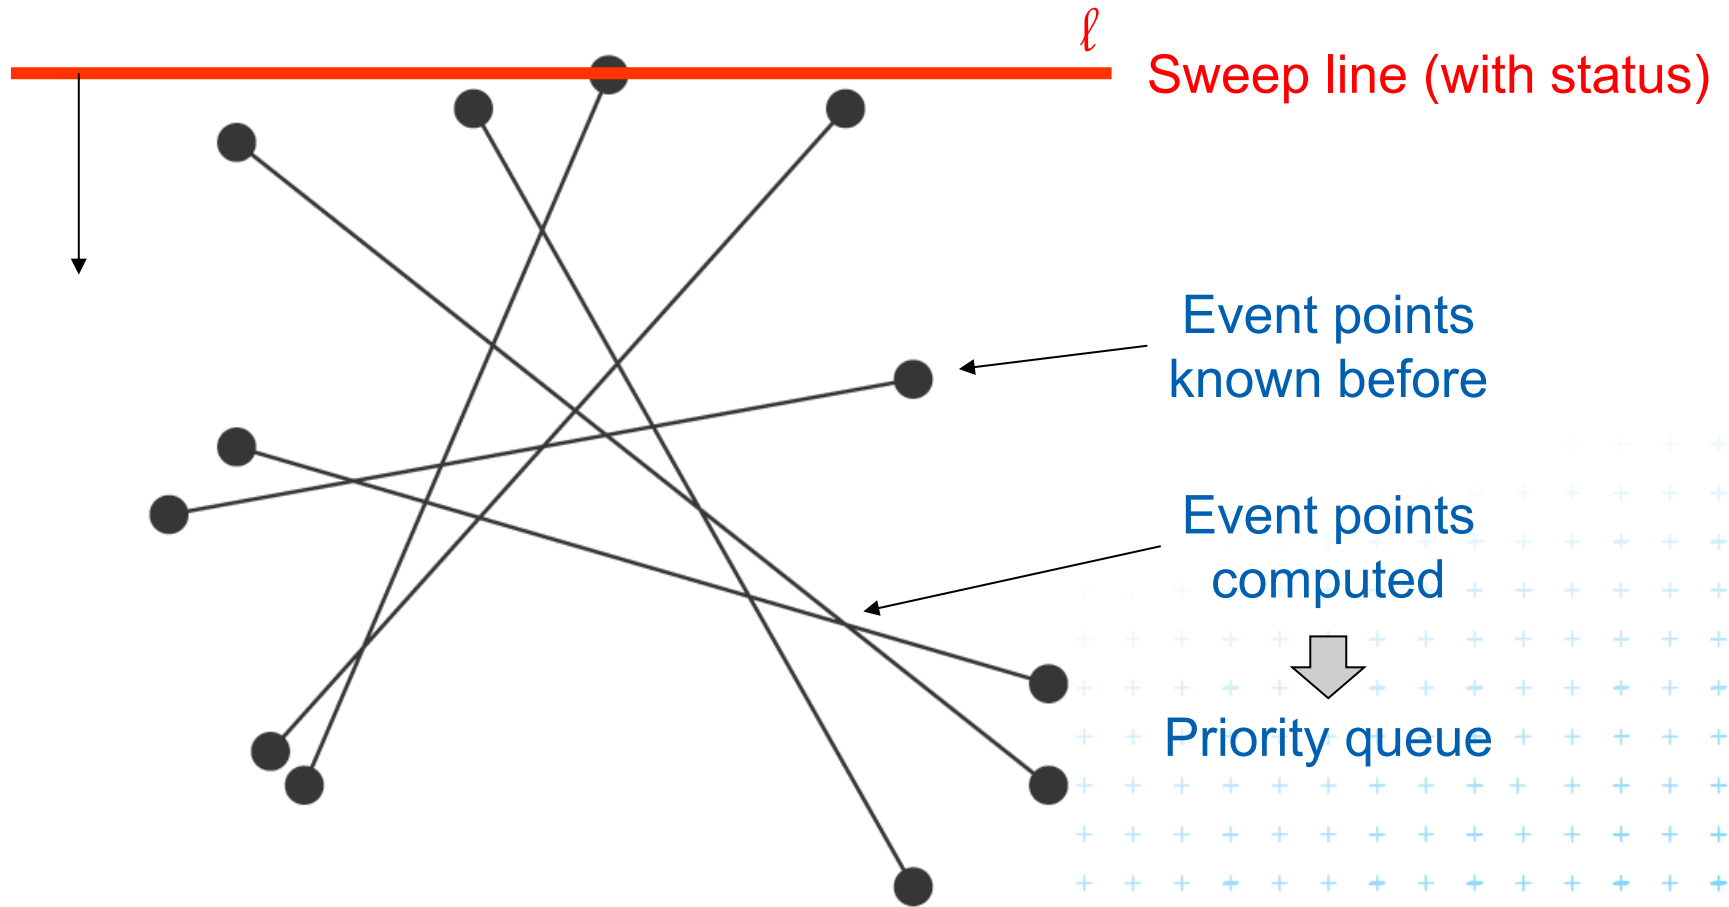 ℓ
Sweep line (with status)
Event points
known before
Event points
computed
Priority queue